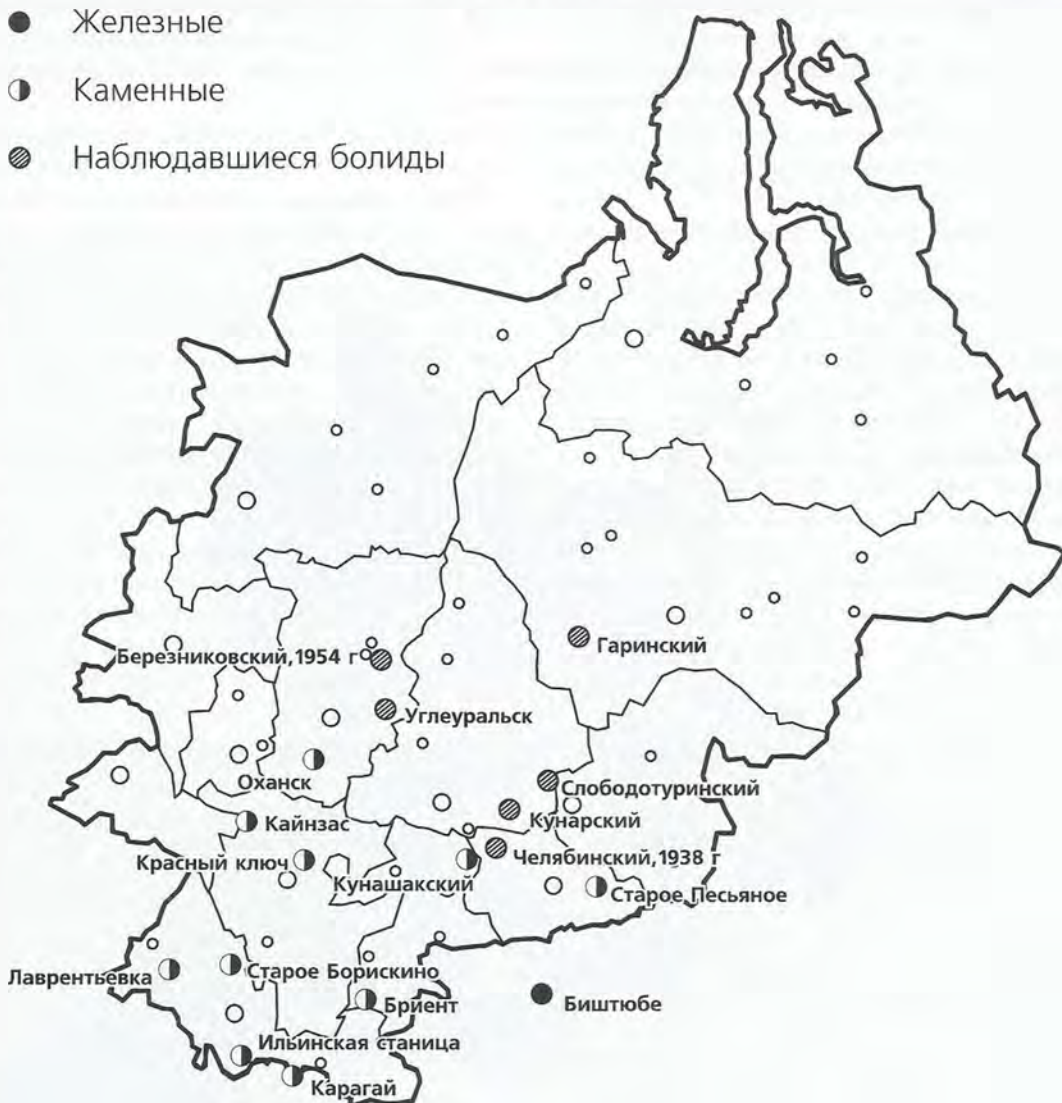 Железные
Каменные
Наблюдавшиеся болиды
Березниковский, 1954 г
Гаринский
Углеуральск
Оханск
Слободотуринский
Кайнзас
Кунарский
Красный ключ
Челябинский, 1938 г
Кунашакский
Старое Песьяное
Лаврентьевка
Старое Борискино
Бриент
Биштюбе
Ильинская станица
Карагай